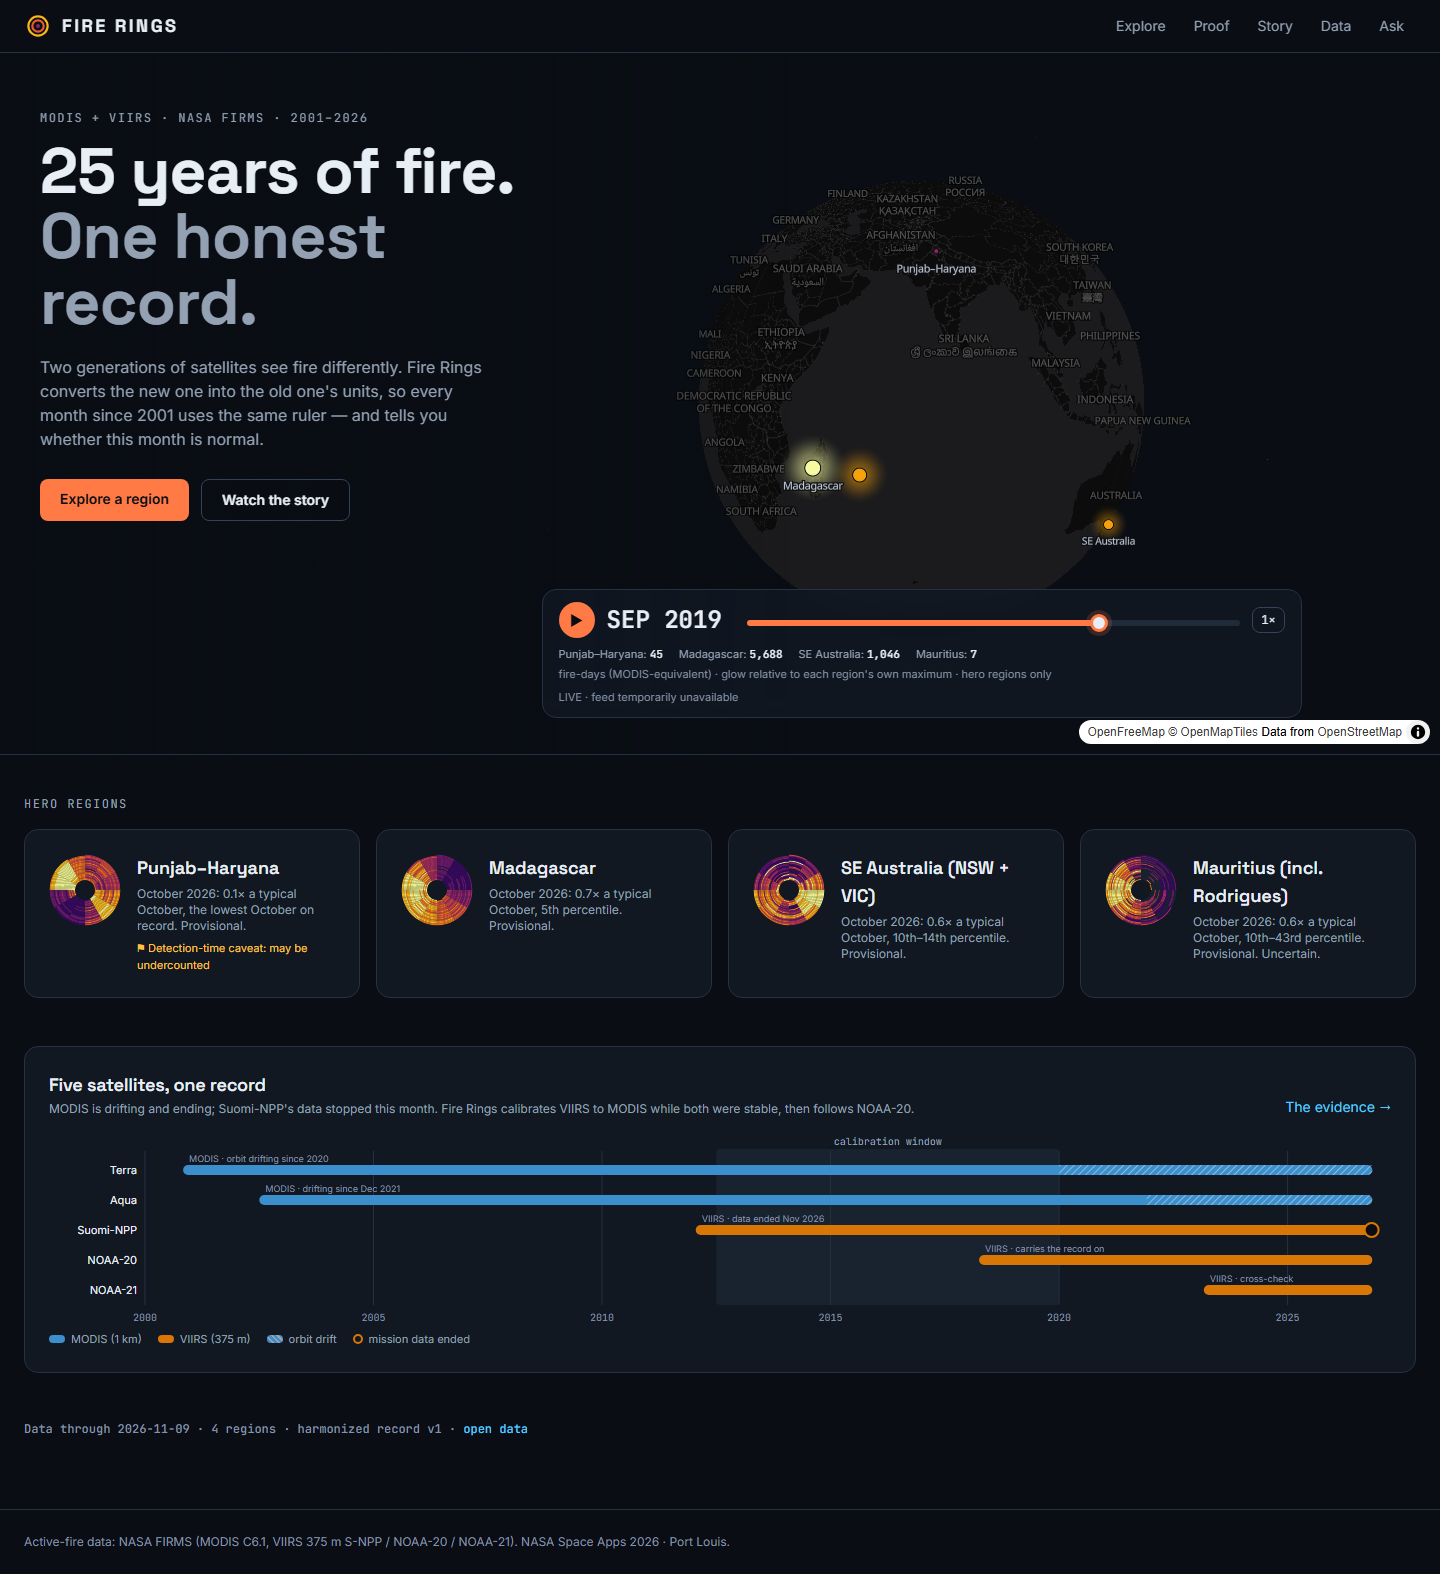 FIRE RINGS
Explore
Proof
Story
Data
Ask
MODIS + VIIRS · NASA FIRMS · 2001–2026
25 years of fire.
One honest
record.
Two generations of satellites see fire differently. Fire Rings
converts the new one into the old one's units, so every
month since 2001 uses the same ruler — and tells you
whether this month is normal.
Explore a region
Watch the story
RUSSIA
РОССИЯ
FINLAND
KAZAKHSTAN
ҚАЗАҚСТАН
GERMANY
ITALY
AFGHANISTAN
افغانستان
SOUTH KOREA
대한민국
TUNISIA
تونس
SAUDI ARABIA
السعودية
Punjab–Haryana
ALGERIA
TAIWAN
臺灣
VIETNAM
MALI
ETHIOPIA
ኢትዮጵያ
PHILIPPINES
NIGERIA
SRI LANKA
ශ්‍රී ලංකාව இலங்கை
CAMEROON
KENYA
MALAYSIA
DEMOCRATIC REPUBLIC
OF THE CONGO
INDONESIA
PAPUA NEW GUINEA
ANGOLA
ZIMBABWE
NAMIBIA
Madagascar
AUSTRALIA
SOUTH AFRICA
SE Australia
SEP 2019
1×
Punjab–Haryana: 45 Madagascar: 5,688 SE Australia: 1,046 Mauritius: 7
fire-days (MODIS-equivalent) · glow relative to each region's own maximum · hero regions only
LIVE · feed temporarily unavailable
OpenFreeMap © OpenMapTiles Data from OpenStreetMap
HERO REGIONS
Punjab–Haryana
October 2026: 0.1× a typical
October, the lowest October on
record. Provisional.
⚑ Detection-time caveat: may be
undercounted
Madagascar
October 2026: 0.7× a typical
October, 5th percentile.
Provisional.
SE Australia (NSW +
VIC)
October 2026: 0.6× a typical
October, 10th–14th percentile.
Provisional.
Mauritius (incl.
Rodrigues)
October 2026: 0.6× a typical
October, 10th–43rd percentile.
Provisional. Uncertain.
Five satellites, one record
MODIS is drifting and ending; Suomi-NPP's data stopped this month. Fire Rings calibrates VIIRS to MODIS while both were stable, then follows NOAA-20.
The evidence →
calibration window
MODIS · orbit drifting since 2020
Terra
MODIS · drifting since Dec 2021
Aqua
VIIRS · data ended Nov 2026
Suomi-NPP
VIIRS · carries the record on
NOAA-20
VIIRS · cross-check
NOAA-21
2000 2005 2010 2015 2020 2025
MODIS (1 km) VIIRS (375 m) orbit drift mission data ended
Data through 2026-11-09 · 4 regions · harmonized record v1 · open data
Active-fire data: NASA FIRMS (MODIS C6.1, VIIRS 375 m S-NPP / NOAA-20 / NOAA-21). NASA Space Apps 2026 · Port Louis.